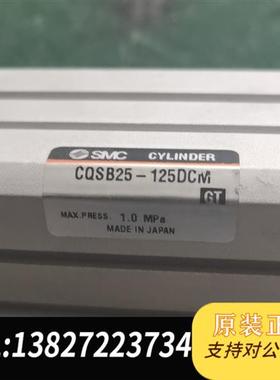 SMC CYLINDER
CQSB25-125DCM
GT
MAX.PRESS. 1.0 MPa
MADE IN JAPAN
:13827223734
原装正
支持对公